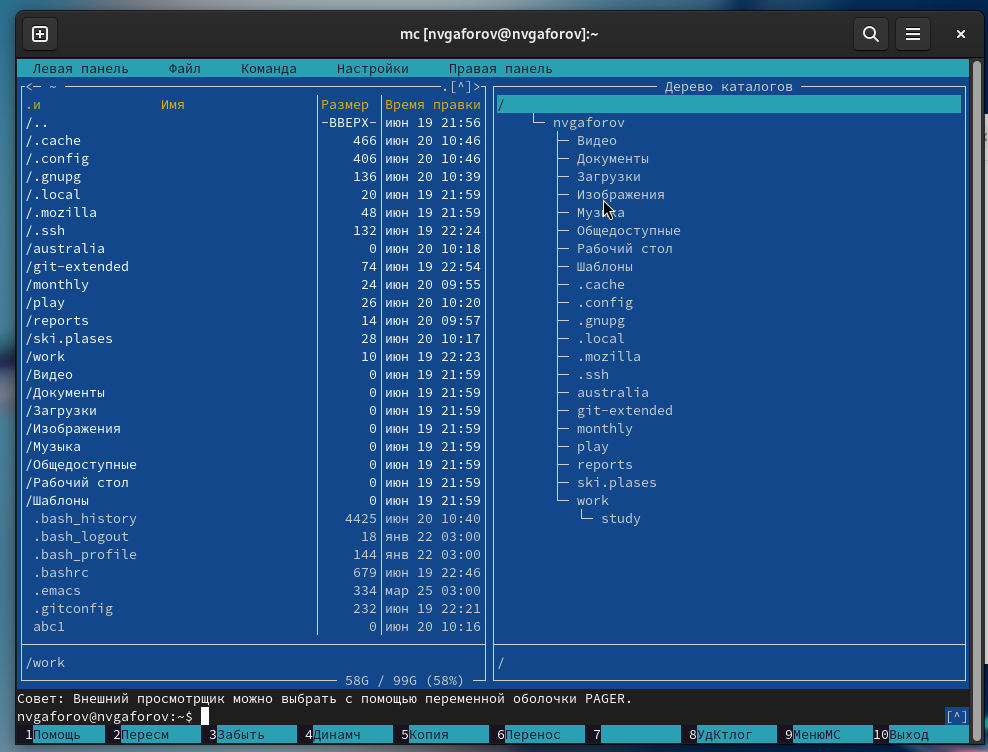 mc [nvgaforov@nvgaforov]:~
Левая панель Файл Команда Настройки Правая панель
<— ~ .[^]> Дерево каталогов
.и Имя Размер Время правки /
/.. -ВВЕРХ- июн 19 21:56 nvgaforov
/.cache 466 июн 20 10:46 Видео
/.config 406 июн 20 10:46 Документы
/.gnupg 136 июн 20 10:39 Загрузки
/.local 20 июн 19 21:59 Изображения
/.mozilla 48 июн 19 21:59 Музыка
/.ssh 132 июн 19 22:24 Общедоступные
/australia 0 июн 20 10:18 Рабочий стол
/git-extended 74 июн 19 22:54 Шаблоны
/monthly 24 июн 20 09:55 .cache
/play 26 июн 20 10:20 .config
/reports 14 июн 20 09:57 .gnupg
/ski.plases 28 июн 20 10:17 .local
/work 10 июн 19 22:23 .mozilla
/Видео 0 июн 19 21:59 .ssh
/Документы 0 июн 19 21:59 australia
/Загрузки 0 июн 19 21:59 git-extended
/Изображения 0 июн 19 21:59 monthly
/Музыка 0 июн 19 21:59 play
/Общедоступные 0 июн 19 21:59 reports
/Рабочий стол 0 июн 19 21:59 ski.plases
/Шаблоны 0 июн 19 21:59 work
.bash_history 4425 июн 20 10:40 study
.bash_logout 18 янв 22 03:00
.bash_profile 144 янв 22 03:00
.bashrc 679 июн 19 22:46
.emacs 334 мар 25 03:00
.gitconfig 232 июн 19 22:21
abc1 0 июн 20 10:16
/work /
58G / 99G (58%)
Совет: Внешний просмотрщик можно выбрать с помощью переменной оболочки PAGER.
nvgaforov@nvgaforov:~$ [^]
1Помощь 2Пересм 3Забыть 4Динамч 5Копия 6Перенос 7 8УдКтлог 9МенюМС 10Выход